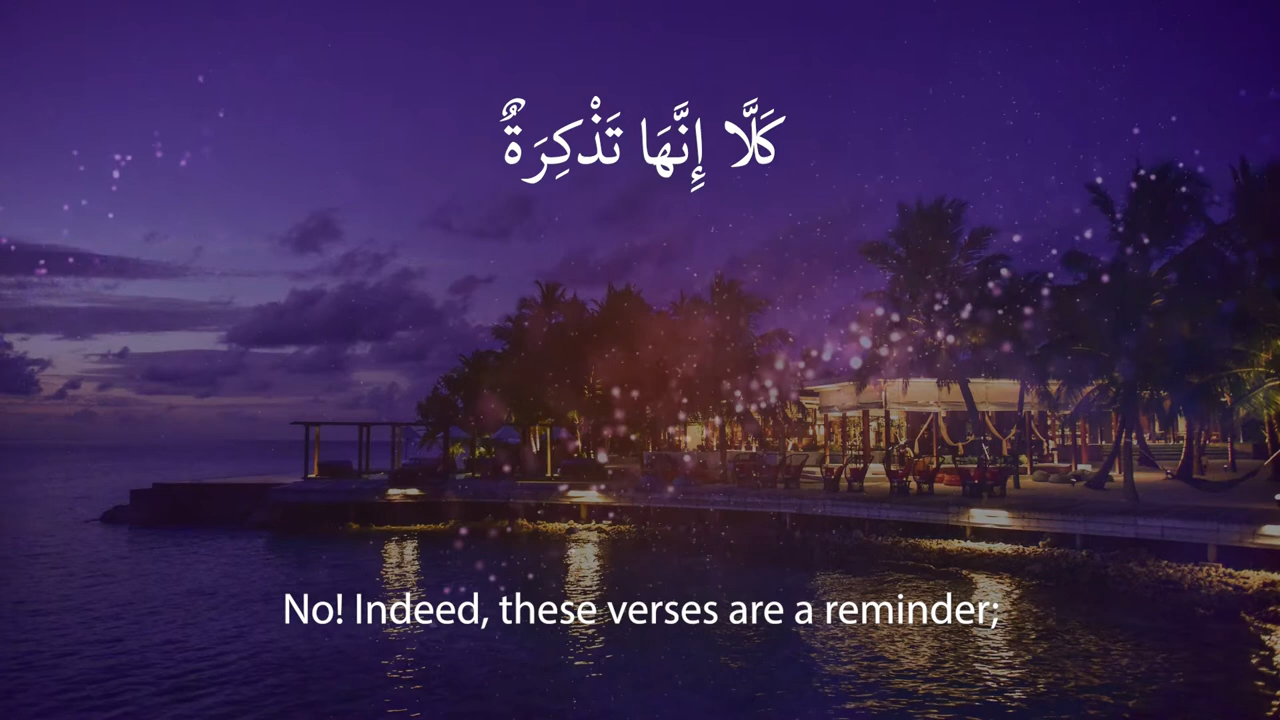 كَلَّا إِنَّهَا تَذْكِرَةٌ
No! Indeed, these verses are a reminder;